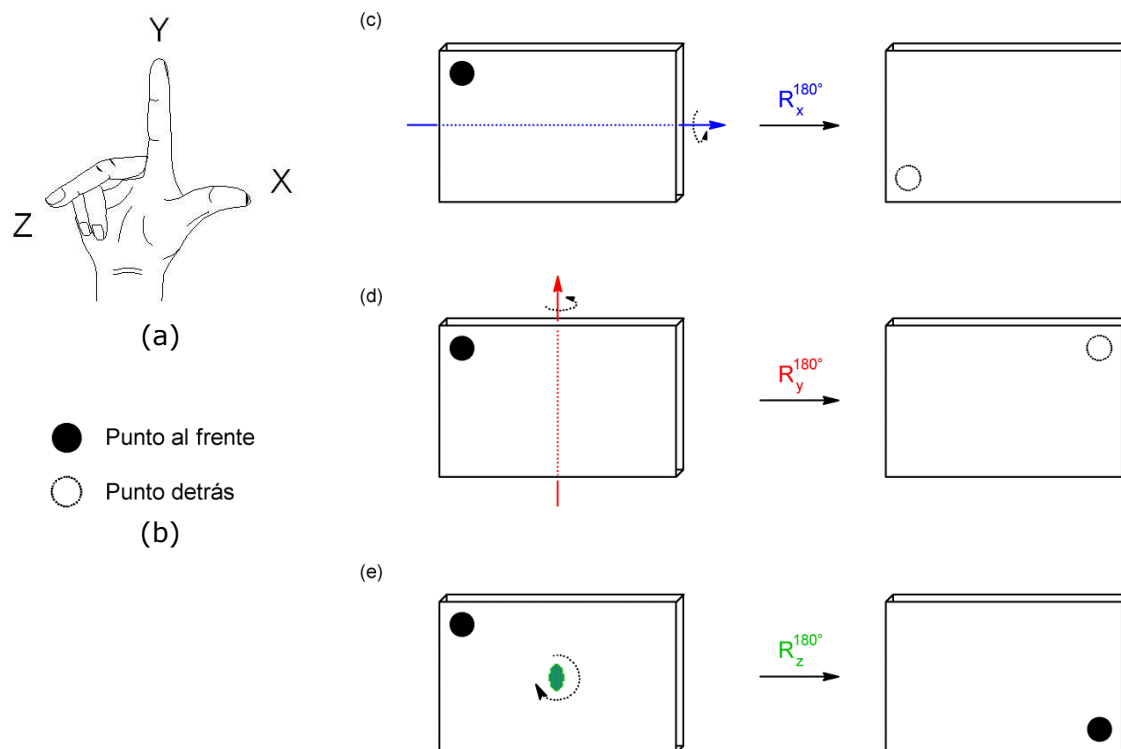 Y
X
Z
(a)
Punto al frente
Punto detrás
(b)
(c)
R_x^180°
(d)
R_y^180°
(e)
R_z^180°